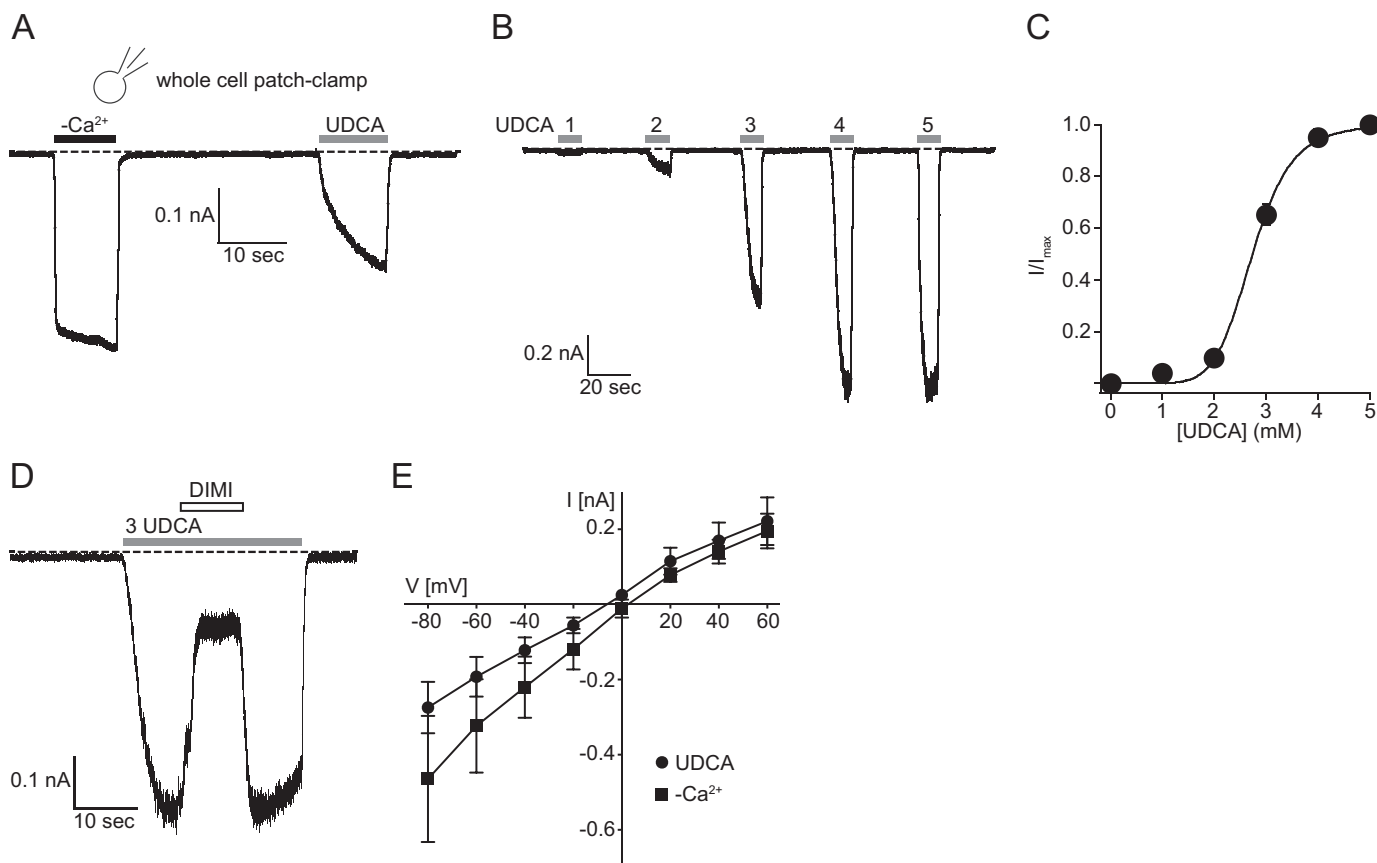 A
B
C
whole cell patch-clamp
-Ca²⁺
UDCA
0.1 nA
10 sec
UDCA 1 2 3 4 5
0.2 nA
20 sec
1.0
0.8
0.6
0.4
0.2
I/Imax
0 1 2 3 4 5
[UDCA] (mM)
D
DIMI
3 UDCA
0.1 nA
10 sec
E
I [nA]
0.2
V [mV]
-80 -60 -40 -20 20 40 60
-0.2
-0.4
-0.6
UDCA
-Ca²⁺